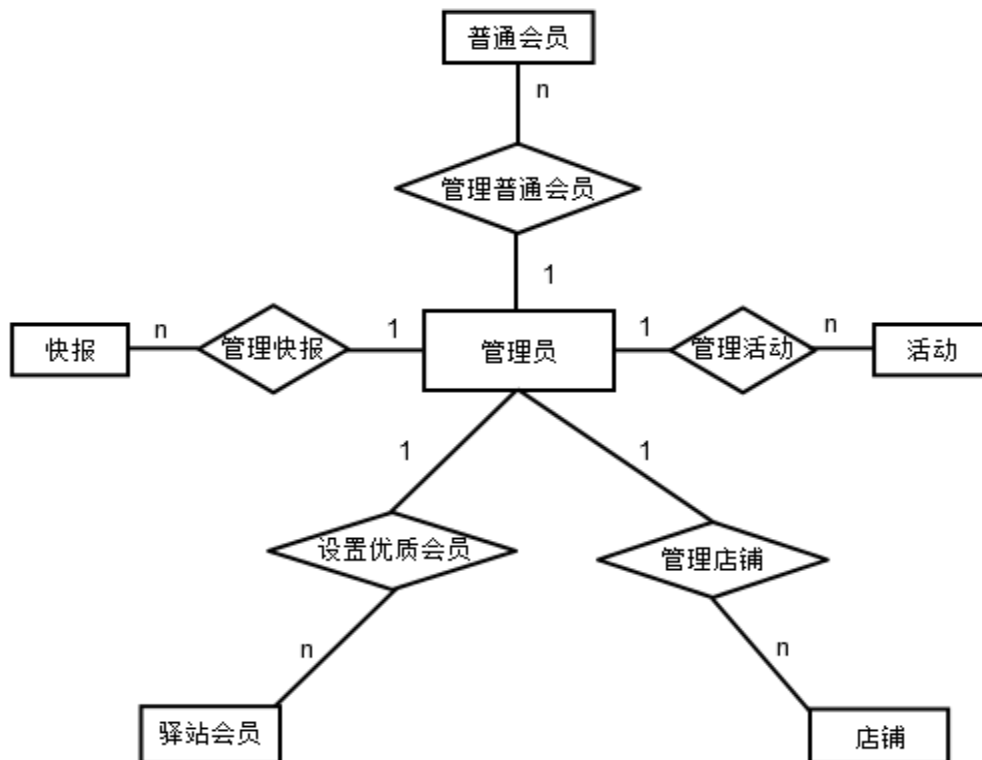 普通会员
n
管理普通会员
1
快报
n
管理快报
1
管理员
1
管理活动
n
活动
1
1
设置优质会员
管理店铺
n
n
驿站会员
店铺